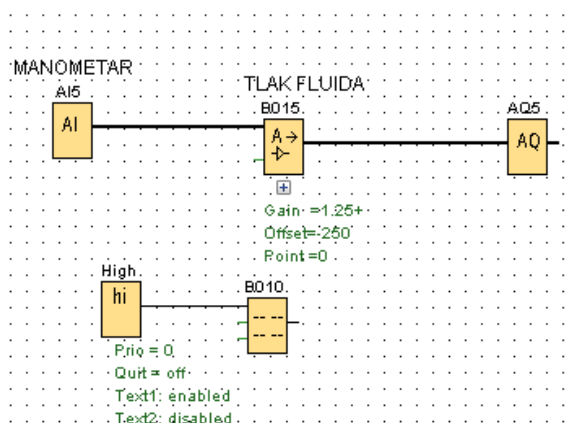 MANOMETAR
AI5
AI
TLAK FLUIDA
B015
A→
AQ5
AQ
Gain =1.25+
Offset=-250
Point=0
High
hi
B010
Prio = 0
Quit = off
Text1: enabled
Text2: disabled